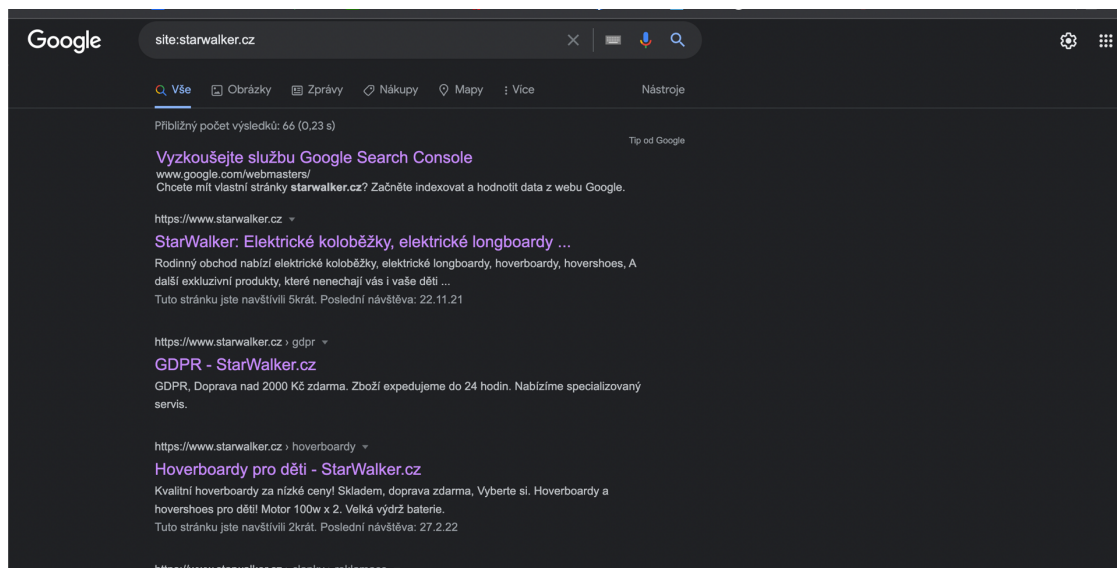 Google
site:starwalker.cz
Vše
Obrázky
Zprávy
Nákupy
Mapy
Více
Nástroje
Přibližný počet výsledků: 66 (0,23 s)
Tip od Google
Vyzkoušejte službu Google Search Console
www.google.com/webmasters/
Chcete mít vlastní stránky starwalker.cz? Začněte indexovat a hodnotit data z webu Google.
https://www.starwalker.cz
StarWalker: Elektrické koloběžky, elektrické longboardy ...
Rodinný obchod nabízí elektrické koloběžky, elektrické longboardy, hoverboardy, hovershoes, A
další exkluzivní produkty, které nenechají vás i vaše děti ...
Tuto stránku jste navštívili 5krát. Poslední návštěva: 22.11.21
https://www.starwalker.cz › gdpr
GDPR - StarWalker.cz
GDPR, Doprava nad 2000 Kč zdarma. Zboží expedujeme do 24 hodin. Nabízíme specializovaný
servis.
https://www.starwalker.cz › hoverboardy
Hoverboardy pro děti - StarWalker.cz
Kvalitní hoverboardy za nízké ceny! Skladem, doprava zdarma, Vyberte si. Hoverboardy a
hovershoes pro děti! Motor 100w x 2. Velká výdrž baterie.
Tuto stránku jste navštívili 2krát. Poslední návštěva: 27.2.22